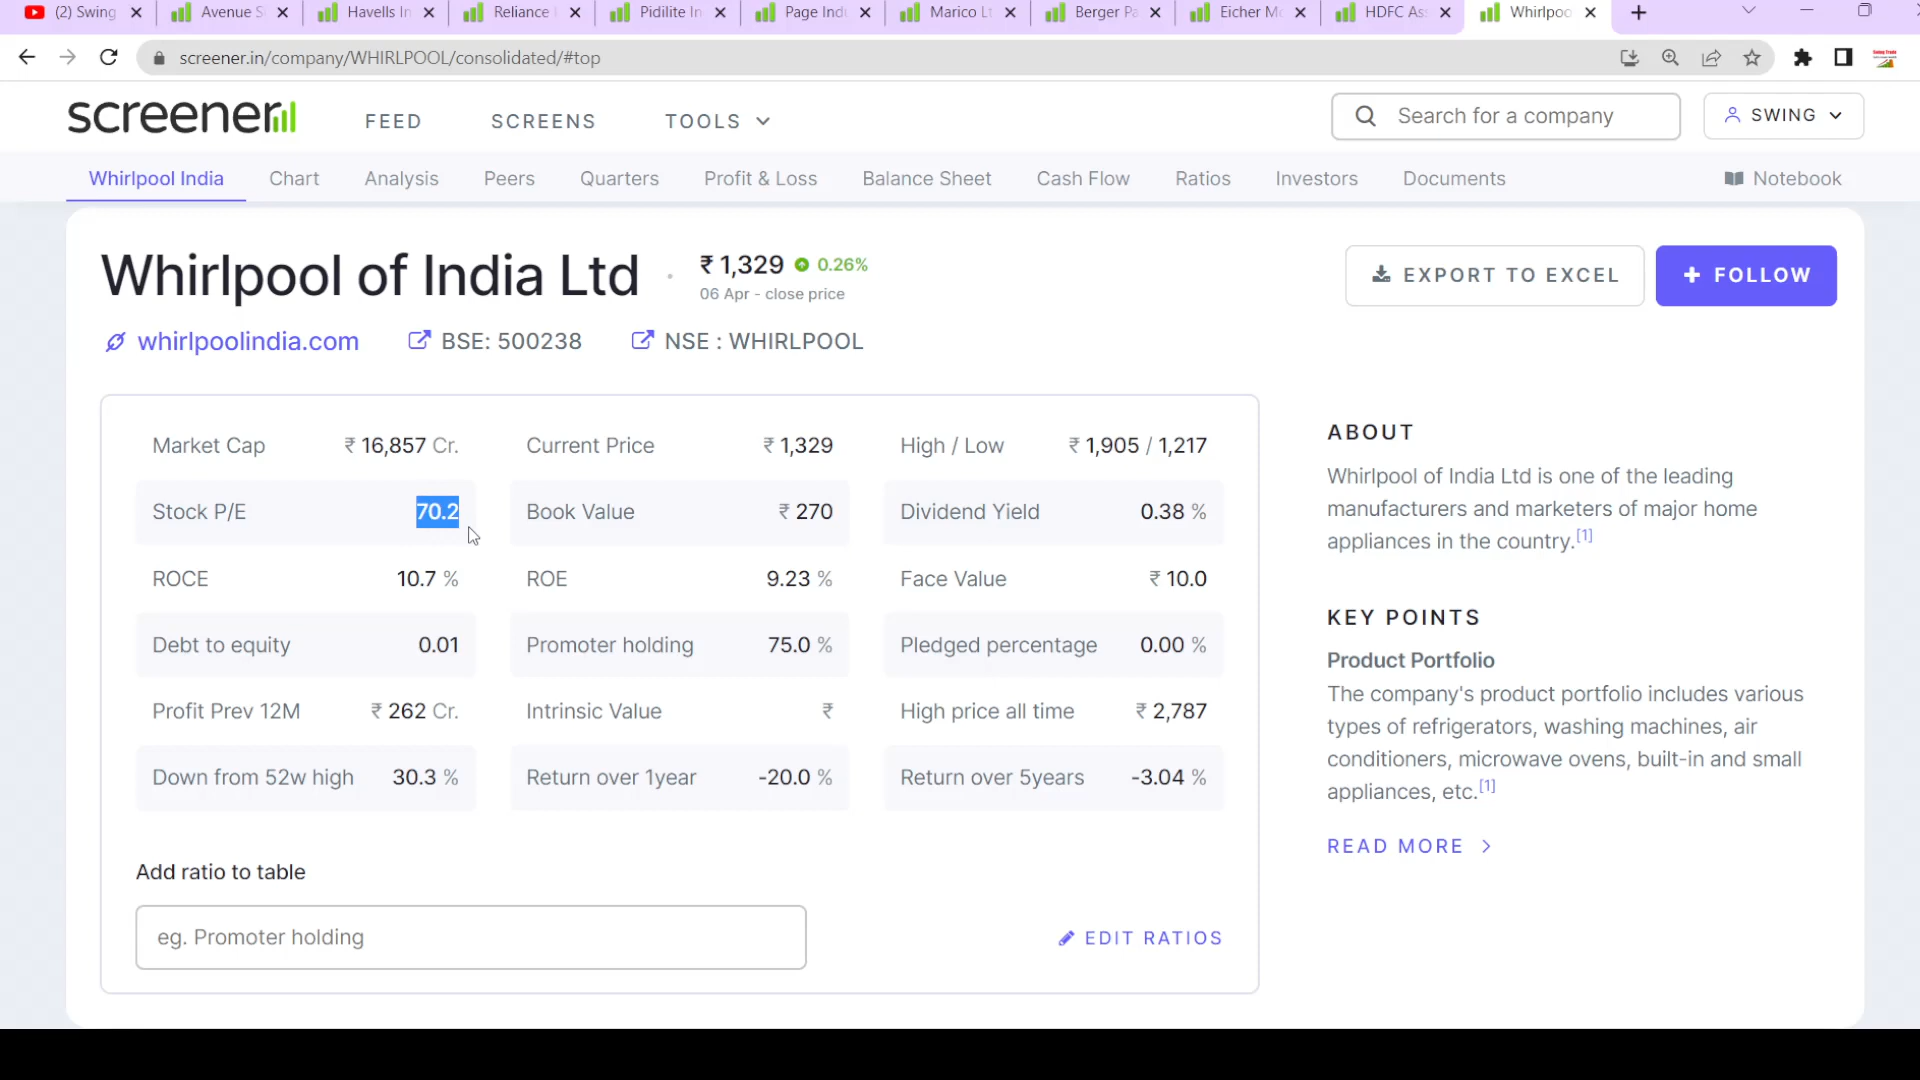 (2) Swing
Avenue S
Havells In
Reliance
Pidilite In
Page Indu
Marico Lt
Berger Pa
Eicher Mo
HDFC Ass
Whirlpoo
screener.in/company/WHIRLPOOL/consolidated/#top
screener
FEED
SCREENS
TOOLS
Search for a company
SWING
Whirlpool India
Chart
Analysis
Peers
Quarters
Profit & Loss
Balance Sheet
Cash Flow
Ratios
Investors
Documents
Notebook
Whirlpool of India Ltd
₹ 1,329 0.26%
06 Apr - close price
EXPORT TO EXCEL
+ FOLLOW
whirlpoolindia.com
BSE: 500238
NSE : WHIRLPOOL
Market Cap ₹ 16,857 Cr.
Current Price ₹ 1,329
High / Low ₹ 1,905 / 1,217
Stock P/E 70.2
Book Value ₹ 270
Dividend Yield 0.38 %
ROCE 10.7 %
ROE 9.23 %
Face Value ₹ 10.0
Debt to equity 0.01
Promoter holding 75.0 %
Pledged percentage 0.00 %
Profit Prev 12M ₹ 262 Cr.
Intrinsic Value ₹
High price all time ₹ 2,787
Down from 52w high 30.3 %
Return over 1year -20.0 %
Return over 5years -3.04 %
Add ratio to table
eg. Promoter holding
EDIT RATIOS
ABOUT
Whirlpool of India Ltd is one of the leading
manufacturers and marketers of major home
appliances in the country.[1]
KEY POINTS
Product Portfolio
The company's product portfolio includes various
types of refrigerators, washing machines, air
conditioners, microwave ovens, built-in and small
appliances, etc.[1]
READ MORE